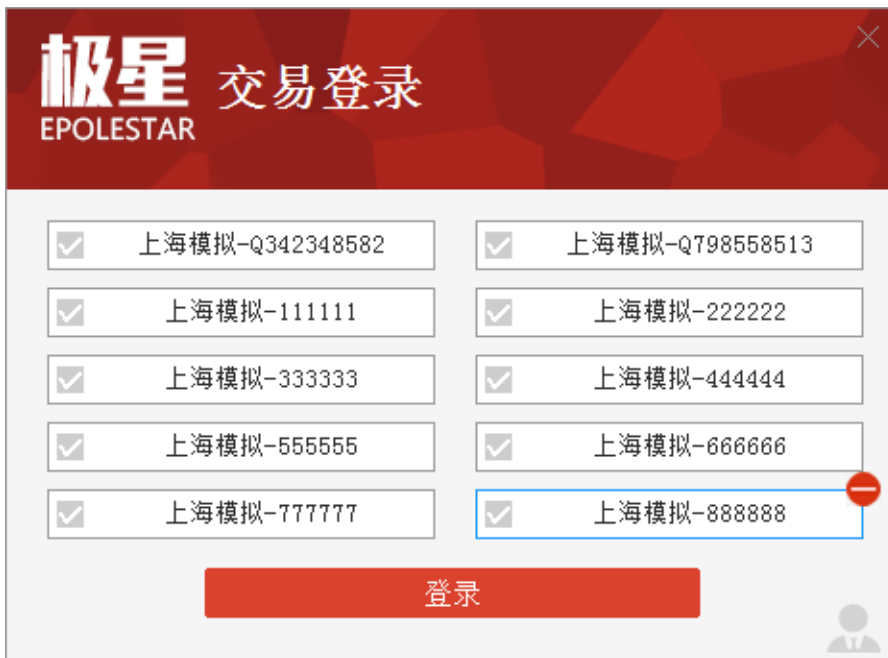 极星
EPOLESTAR
交易登录
上海模拟-Q342348582
上海模拟-Q798558513
上海模拟-111111
上海模拟-222222
上海模拟-333333
上海模拟-444444
上海模拟-555555
上海模拟-666666
上海模拟-777777
上海模拟-888888
登录